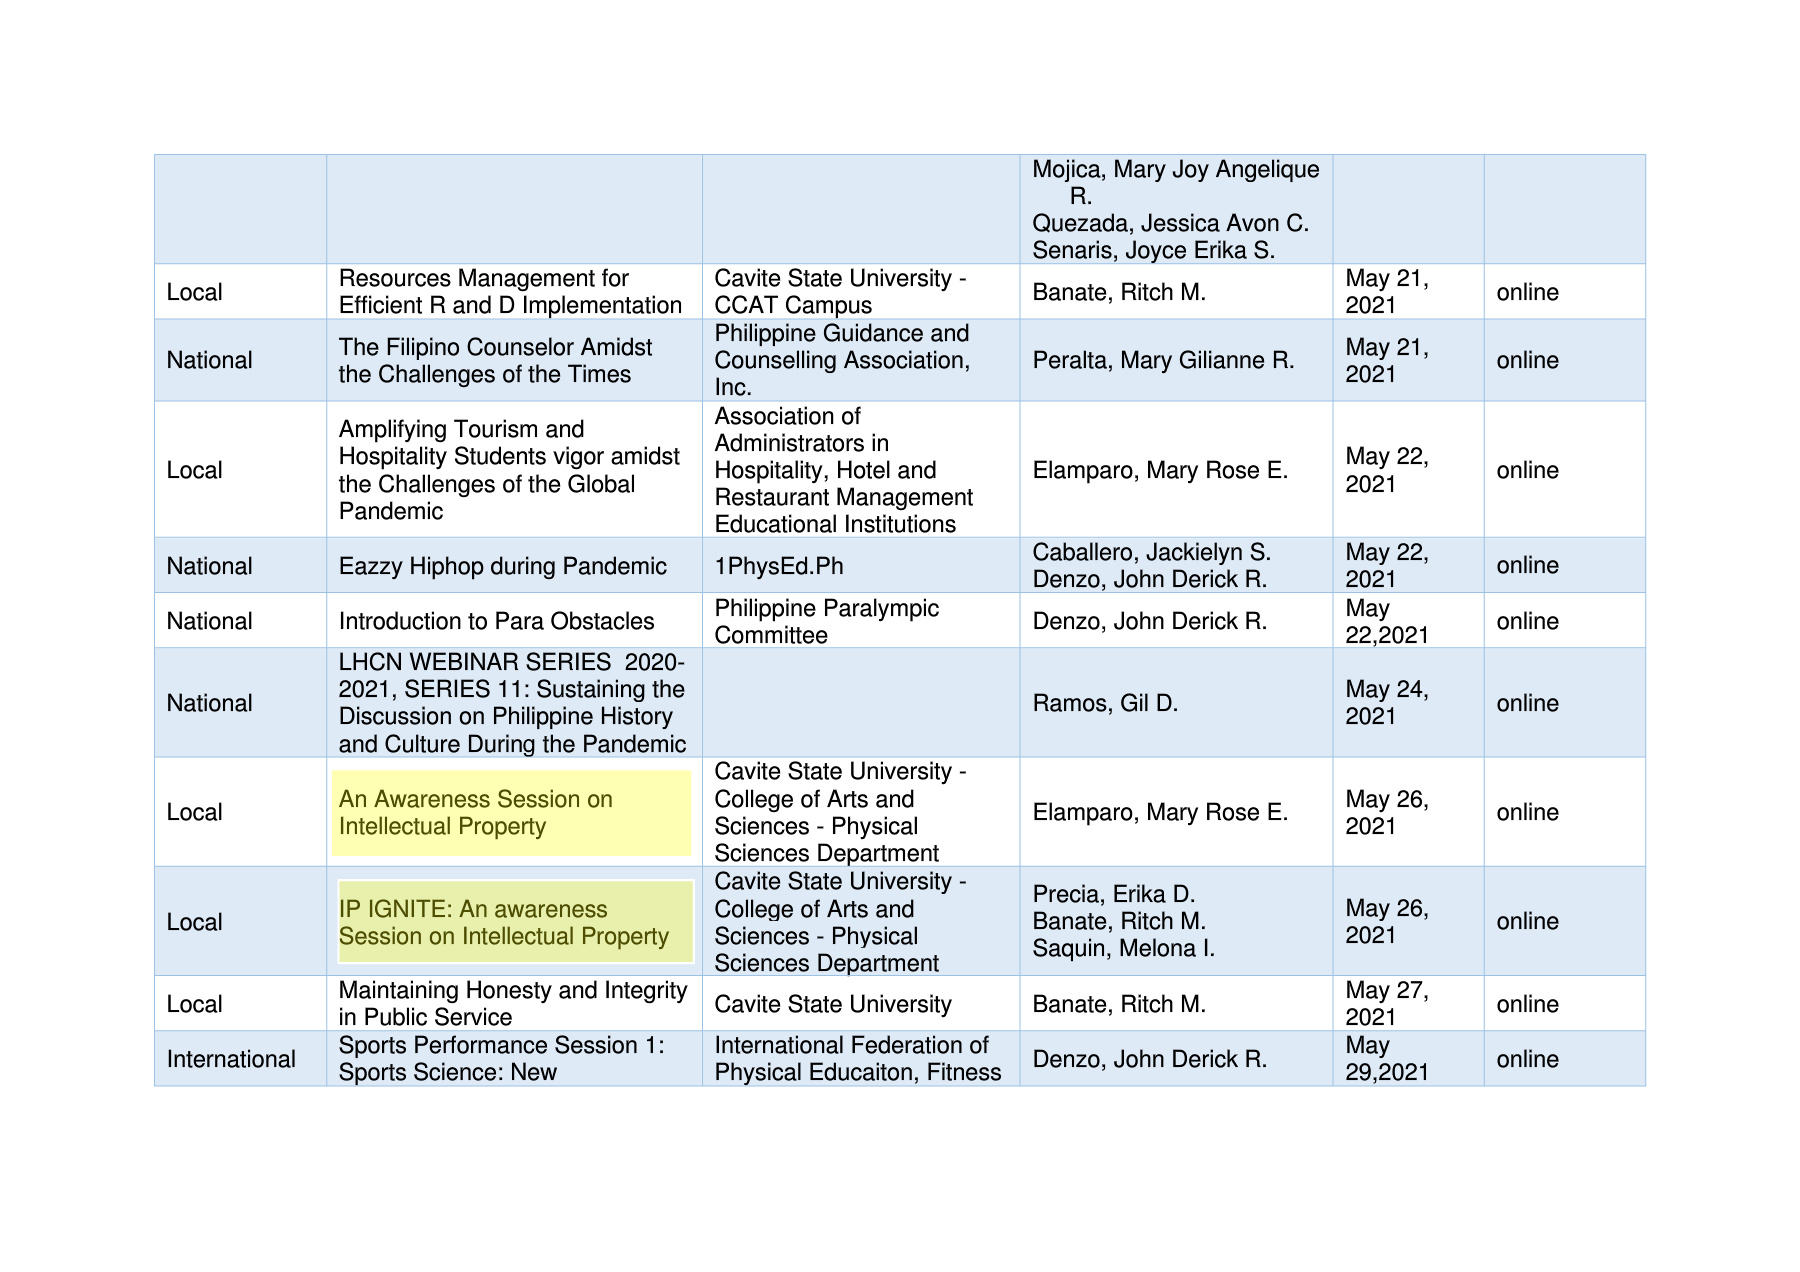 Mojica, Mary Joy Angelique
R.
Quezada, Jessica Avon C.
Senaris, Joyce Erika S.
Local
Resources Management for
Efficient R and D Implementation
Cavite State University -
CCAT Campus
Banate, Ritch M.
May 21,
2021
online
National
The Filipino Counselor Amidst
the Challenges of the Times
Philippine Guidance and
Counselling Association,
Inc.
Peralta, Mary Gilianne R.
May 21,
2021
online
Local
Amplifying Tourism and
Hospitality Students vigor amidst
the Challenges of the Global
Pandemic
Association of
Administrators in
Hospitality, Hotel and
Restaurant Management
Educational Institutions
Elamparo, Mary Rose E.
May 22,
2021
online
National
Eazzy Hiphop during Pandemic
1PhysEd.Ph
Caballero, Jackielyn S.
Denzo, John Derick R.
May 22,
2021
online
National
Introduction to Para Obstacles
Philippine Paralympic
Committee
Denzo, John Derick R.
May
22,2021
online
National
LHCN WEBINAR SERIES  2020-
2021, SERIES 11: Sustaining the
Discussion on Philippine History
and Culture During the Pandemic
Ramos, Gil D.
May 24,
2021
online
Local
An Awareness Session on
Intellectual Property
Cavite State University -
College of Arts and
Sciences - Physical
Sciences Department
Elamparo, Mary Rose E.
May 26,
2021
online
Local
IP IGNITE: An awareness
Session on Intellectual Property
Cavite State University -
College of Arts and
Sciences - Physical
Sciences Department
Precia, Erika D.
Banate, Ritch M.
Saquin, Melona I.
May 26,
2021
online
Local
Maintaining Honesty and Integrity
in Public Service
Cavite State University
Banate, Ritch M.
May 27,
2021
online
International
Sports Performance Session 1:
Sports Science: New
International Federation of
Physical Educaiton, Fitness
Denzo, John Derick R.
May
29,2021
online